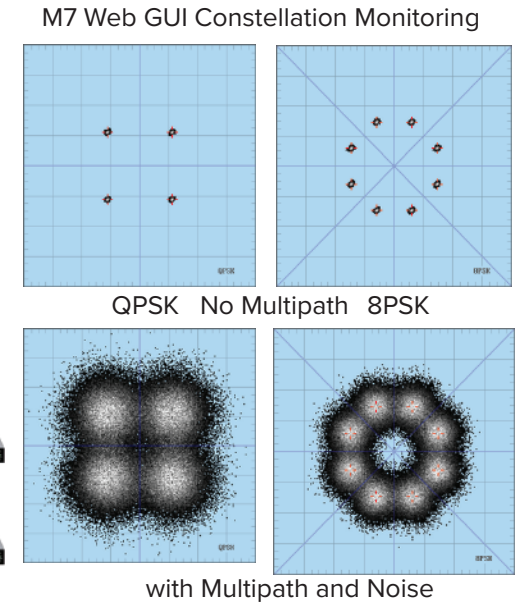 M7 Web GUI Constellation Monitoring
QPSK 8PSK
QPSK No Multipath 8PSK
QPSK 8PSK
with Multipath and Noise